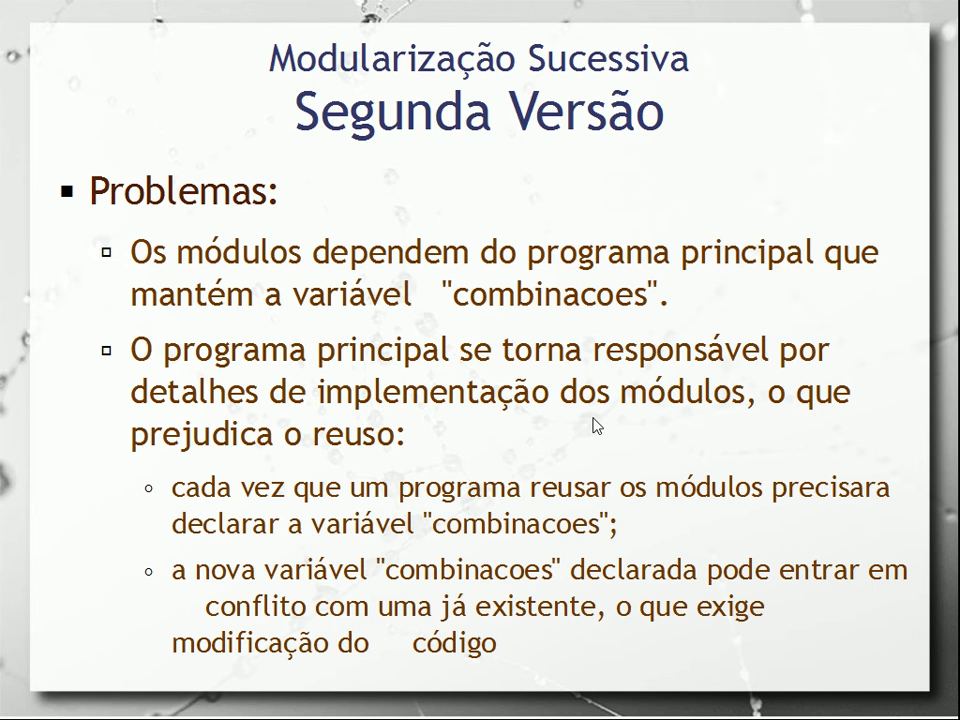 Modularização Sucessiva
Segunda Versão
Problemas:
Os módulos dependem do programa principal que
mantém a variável "combinacoes".
O programa principal se torna responsável por
detalhes de implementação dos módulos, o que
prejudica o reuso:
cada vez que um programa reusar os módulos precisara
declarar a variável "combinacoes";
a nova variável "combinacoes" declarada pode entrar em
conflito com uma já existente, o que exige
modificação do código